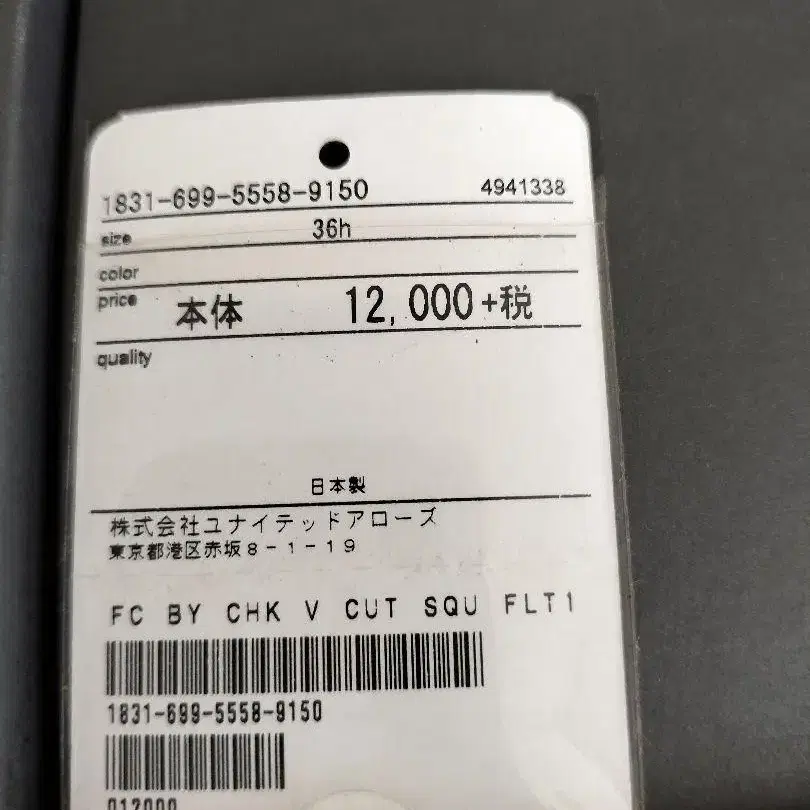 1831-699-5558-9150 4941338
size 36h
color
price 本体 12,000+税
quality
日本製
株式会社ユナイテッドアローズ
東京都港区赤坂8-1-19
FC BY CHK V CUT SQU FLT1
1831-699-5558-9150
012000